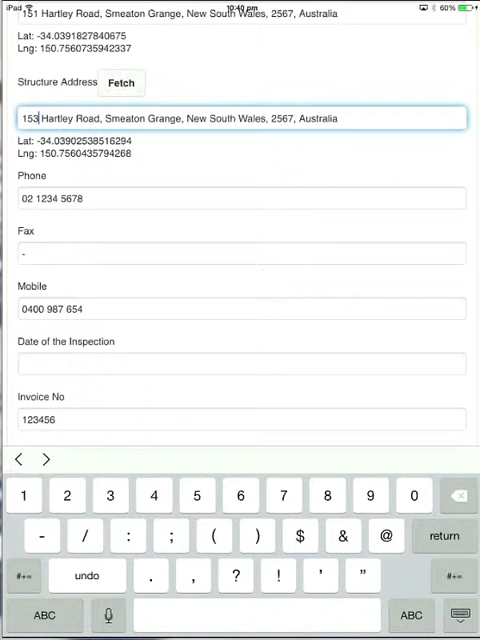 iPad
10:40 pm
60%
151 Hartley Road, Smeaton Grange, New South Wales, 2567, Australia
Lat: -34.0391827840675
Lng: 150.7560735942337
Structure Address Fetch
153 Hartley Road, Smeaton Grange, New South Wales, 2567, Australia
Lat: -34.03902538516294
Lng: 150.7560435794268
Phone
02 1234 5678
Fax
-
Mobile
0400 987 654
Date of the Inspection
Invoice No
123456
1 2 3 4 5 6 7 8 9 0
- / : ; ( ) $ & @ return
#+= undo . , ? ! ' " #+=
ABC ABC